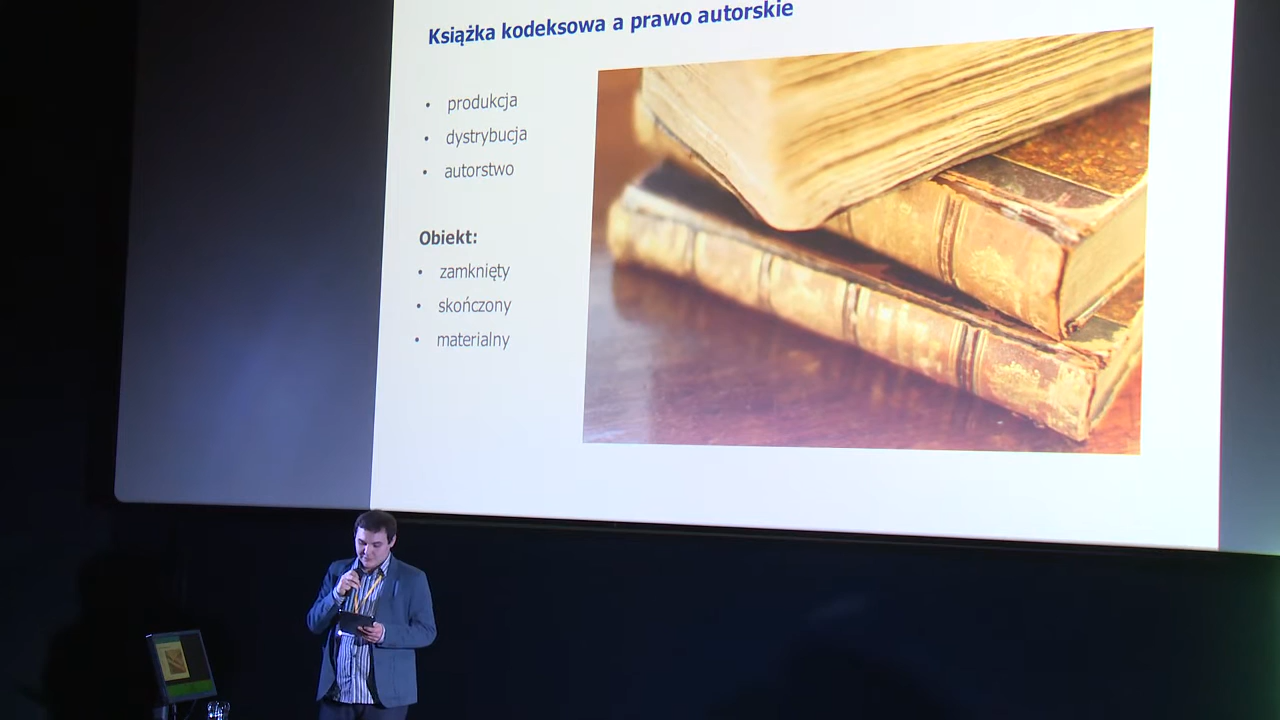 Książka kodeksowa a prawo autorskie
• produkcja
• dystrybucja
• autorstwo
Obiekt:
• zamknięty
• skończony
• materialny